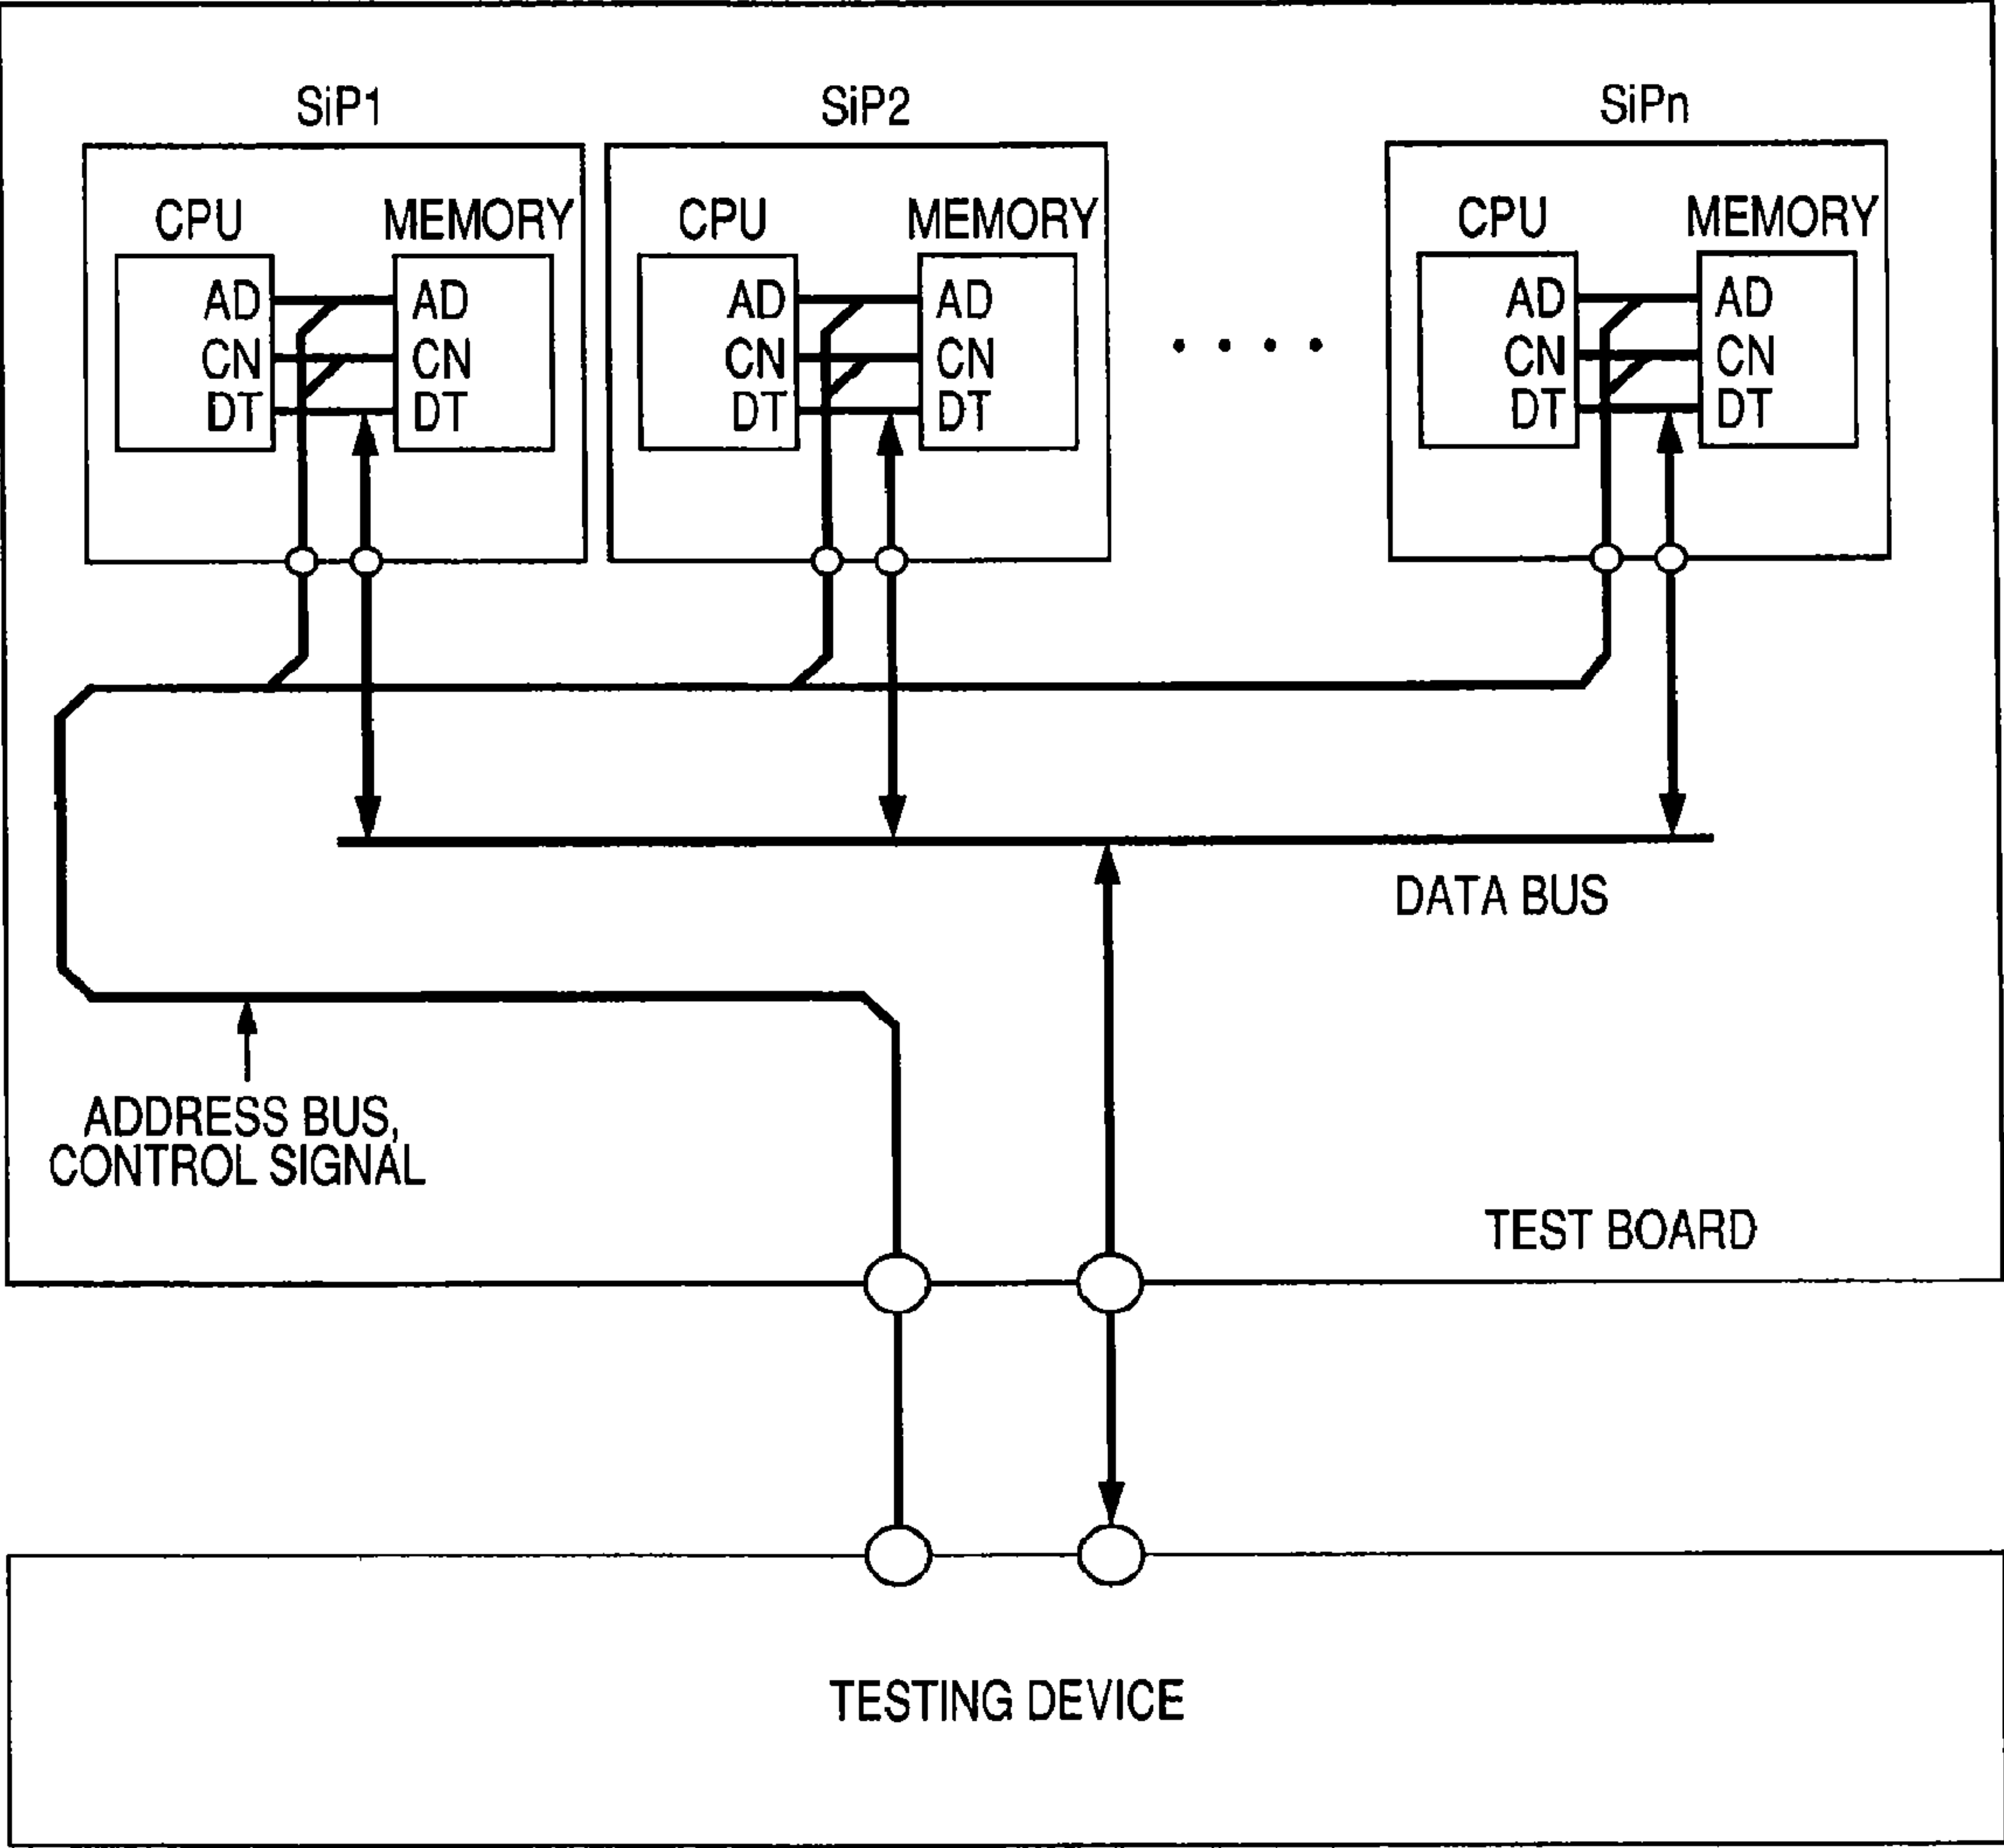 SiP1 SiP2 SiPn
CPU MEMORY CPU MEMORY CPU MEMORY
AD AD AD AD AD AD
CN CN CN CN . . . . CN CN
DT DT DT DT DT DT
DATA BUS
ADDRESS BUS,
CONTROL SIGNAL
TEST BOARD
TESTING DEVICE